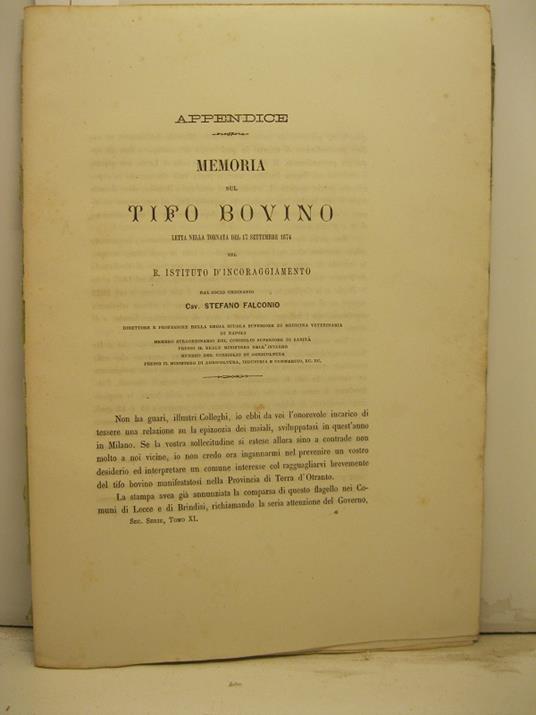 APPENDICE
MEMORIA
SUL
TIFO BOVINO
LETTA NELLA TORNATA DEL 17 SETTEMBRE 1874
NEL
R. ISTITUTO D'INCORAGGIAMENTO
DAL SOCIO ORDINARIO
CAV. STEFANO FALCONIO
DIRETTORE E PROFESSORE DELLA REGIA SCUOLA SUPERIORE DI MEDICINA VETERINARIA
DI NAPOLI
MEMBRO STRAORDINARIO DEL CONSIGLIO SUPERIORE DI SANITÀ
PRESSO IL REALE MINISTERO DELL'INTERNO
MEMBRO DEL CONSIGLIO DI AGRICOLTURA
PRESSO IL MINISTERO DI AGRICOLTURA, INDUSTRIA E COMMERCIO, EC. EC.
Non ha guari, illustri Colleghi, io ebbi da voi l'onorevole incarico di
tessere una relazione su la epizoozia dei maiali, sviluppatasi in quest'anno
in Milano. Se la vostra sollecitudine si estese allora sino a contrade non
molto a noi vicine, io non credo ora ingannarmi nel prevenire un vostro
desiderio ed interpretare un comune interesse col ragguagliarvi brevemente
del tifo bovino manifestatosi nella Provincia di Terra d'Otranto.
La stampa avea già annunziata la comparsa di questo flagello nei Co-
muni di Lecce e di Brindisi, richiamando la seria attenzione del Governo,
SEC. SERIE, TOMO XI.